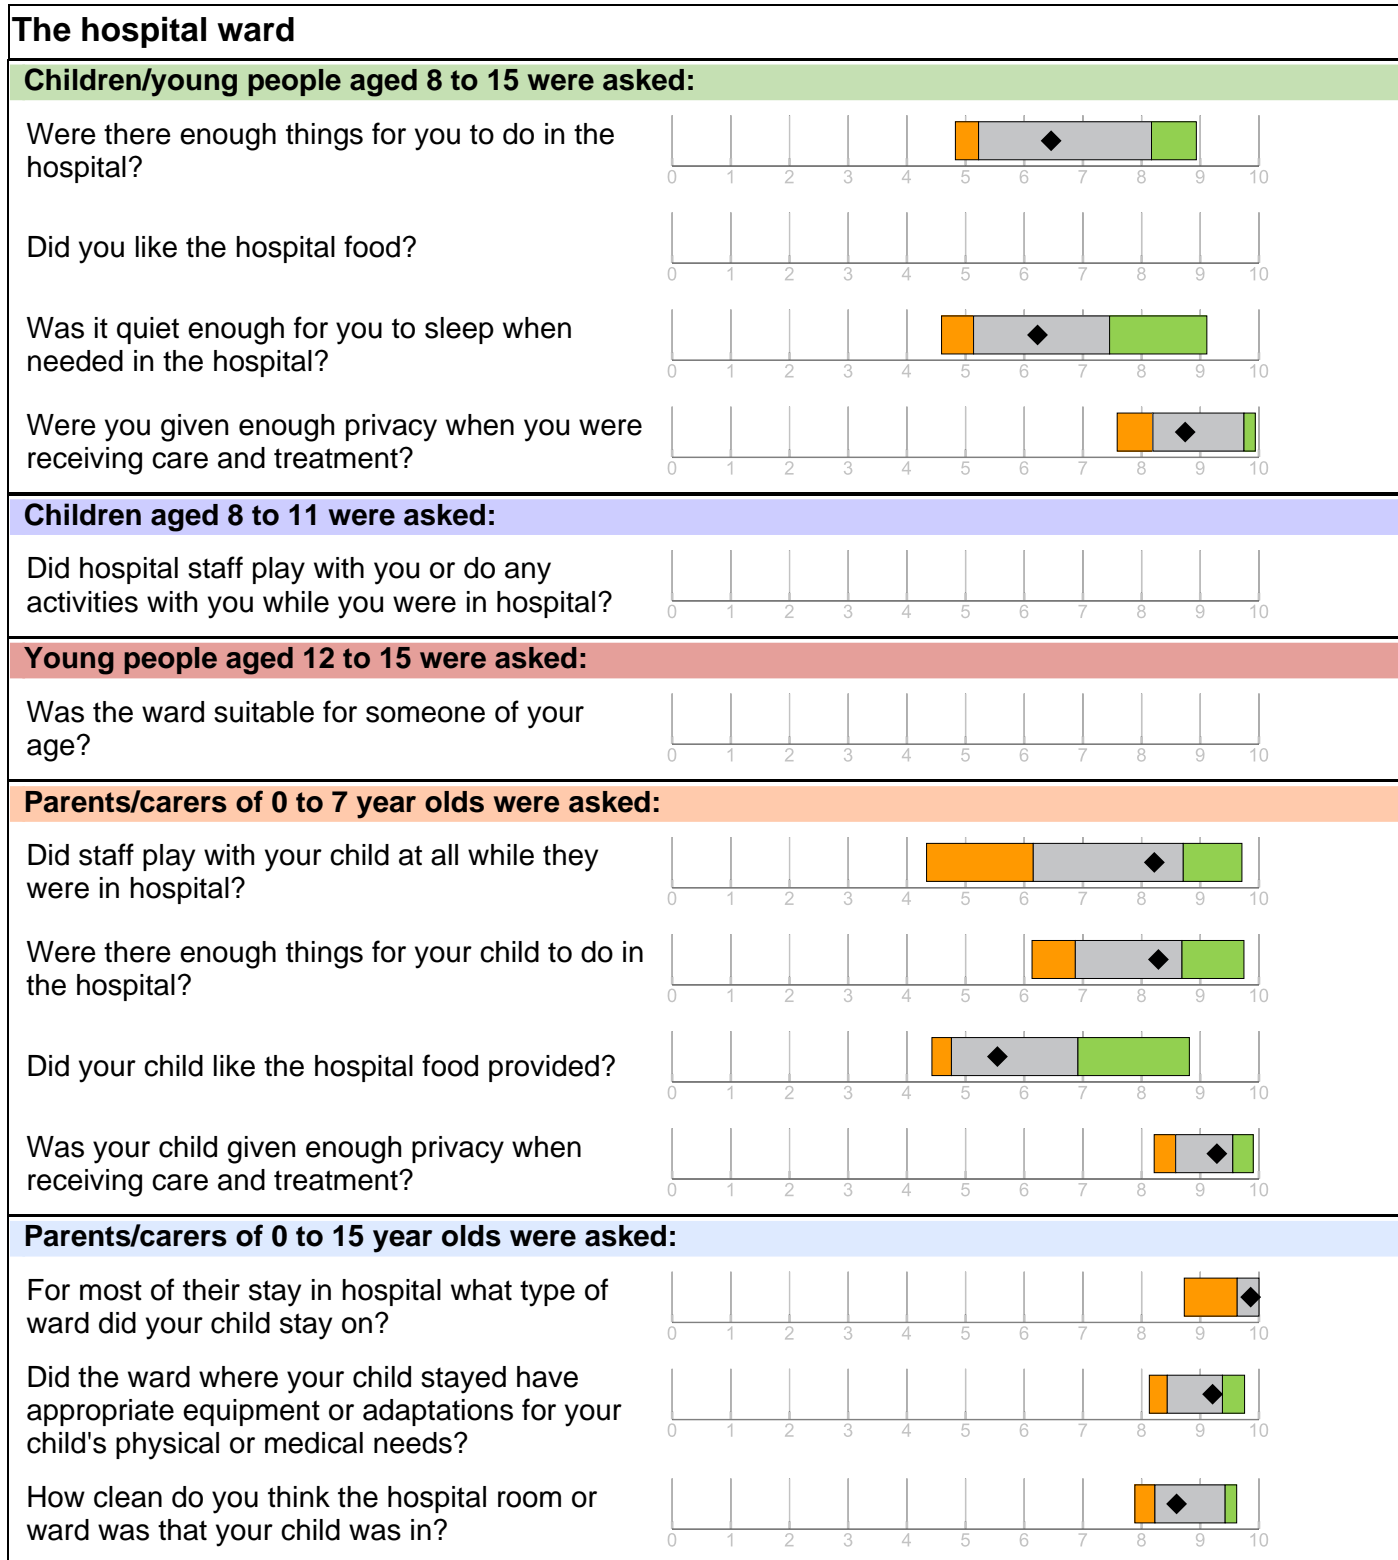 The hospital ward
Children/young people aged 8 to 15 were asked:
Were there enough things for you to do in the
hospital?
0 1 2 3 4 5 6 7 8 9 10
Did you like the hospital food?
0 1 2 3 4 5 6 7 8 9 10
Was it quiet enough for you to sleep when
needed in the hospital?
0 1 2 3 4 5 6 7 8 9 10
Were you given enough privacy when you were
receiving care and treatment?
0 1 2 3 4 5 6 7 8 9 10
Children aged 8 to 11 were asked:
Did hospital staff play with you or do any
activities with you while you were in hospital?
0 1 2 3 4 5 6 7 8 9 10
Young people aged 12 to 15 were asked:
Was the ward suitable for someone of your
age?
0 1 2 3 4 5 6 7 8 9 10
Parents/carers of 0 to 7 year olds were asked:
Did staff play with your child at all while they
were in hospital?
0 1 2 3 4 5 6 7 8 9 10
Were there enough things for your child to do in
the hospital?
0 1 2 3 4 5 6 7 8 9 10
Did your child like the hospital food provided?
0 1 2 3 4 5 6 7 8 9 10
Was your child given enough privacy when
receiving care and treatment?
0 1 2 3 4 5 6 7 8 9 10
Parents/carers of 0 to 15 year olds were asked:
For most of their stay in hospital what type of
ward did your child stay on?
0 1 2 3 4 5 6 7 8 9 10
Did the ward where your child stayed have
appropriate equipment or adaptations for your
child's physical or medical needs?
0 1 2 3 4 5 6 7 8 9 10
How clean do you think the hospital room or
ward was that your child was in?
0 1 2 3 4 5 6 7 8 9 10